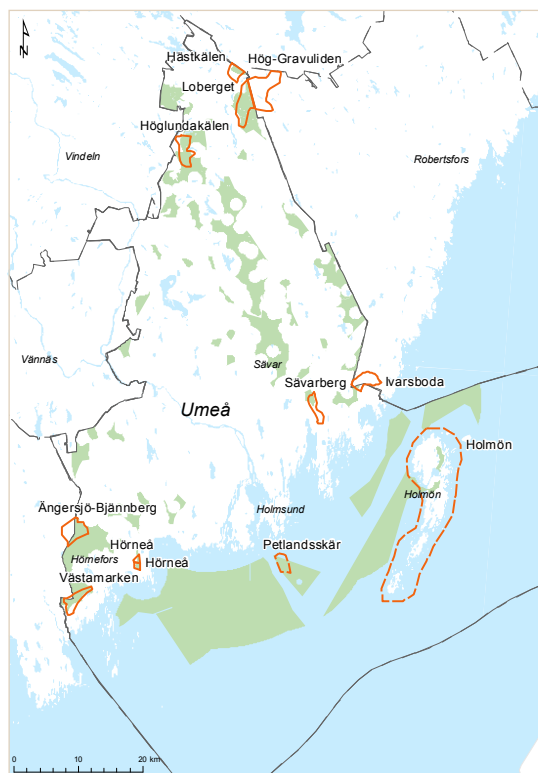 N
Hästkälen
Hög-Gravuliden
Loberget
Höglundakälen
Vindeln
Robertsfors
Vännäs
Sävar
Sävarberg
Ivarsboda
Umeå
Holmön
Holmön
Ängersjö-Bjännberg
Holmsund
Hörneå
Petlandsskär
Hörnefors
Hörneå
Västamarken
0 10 20 km